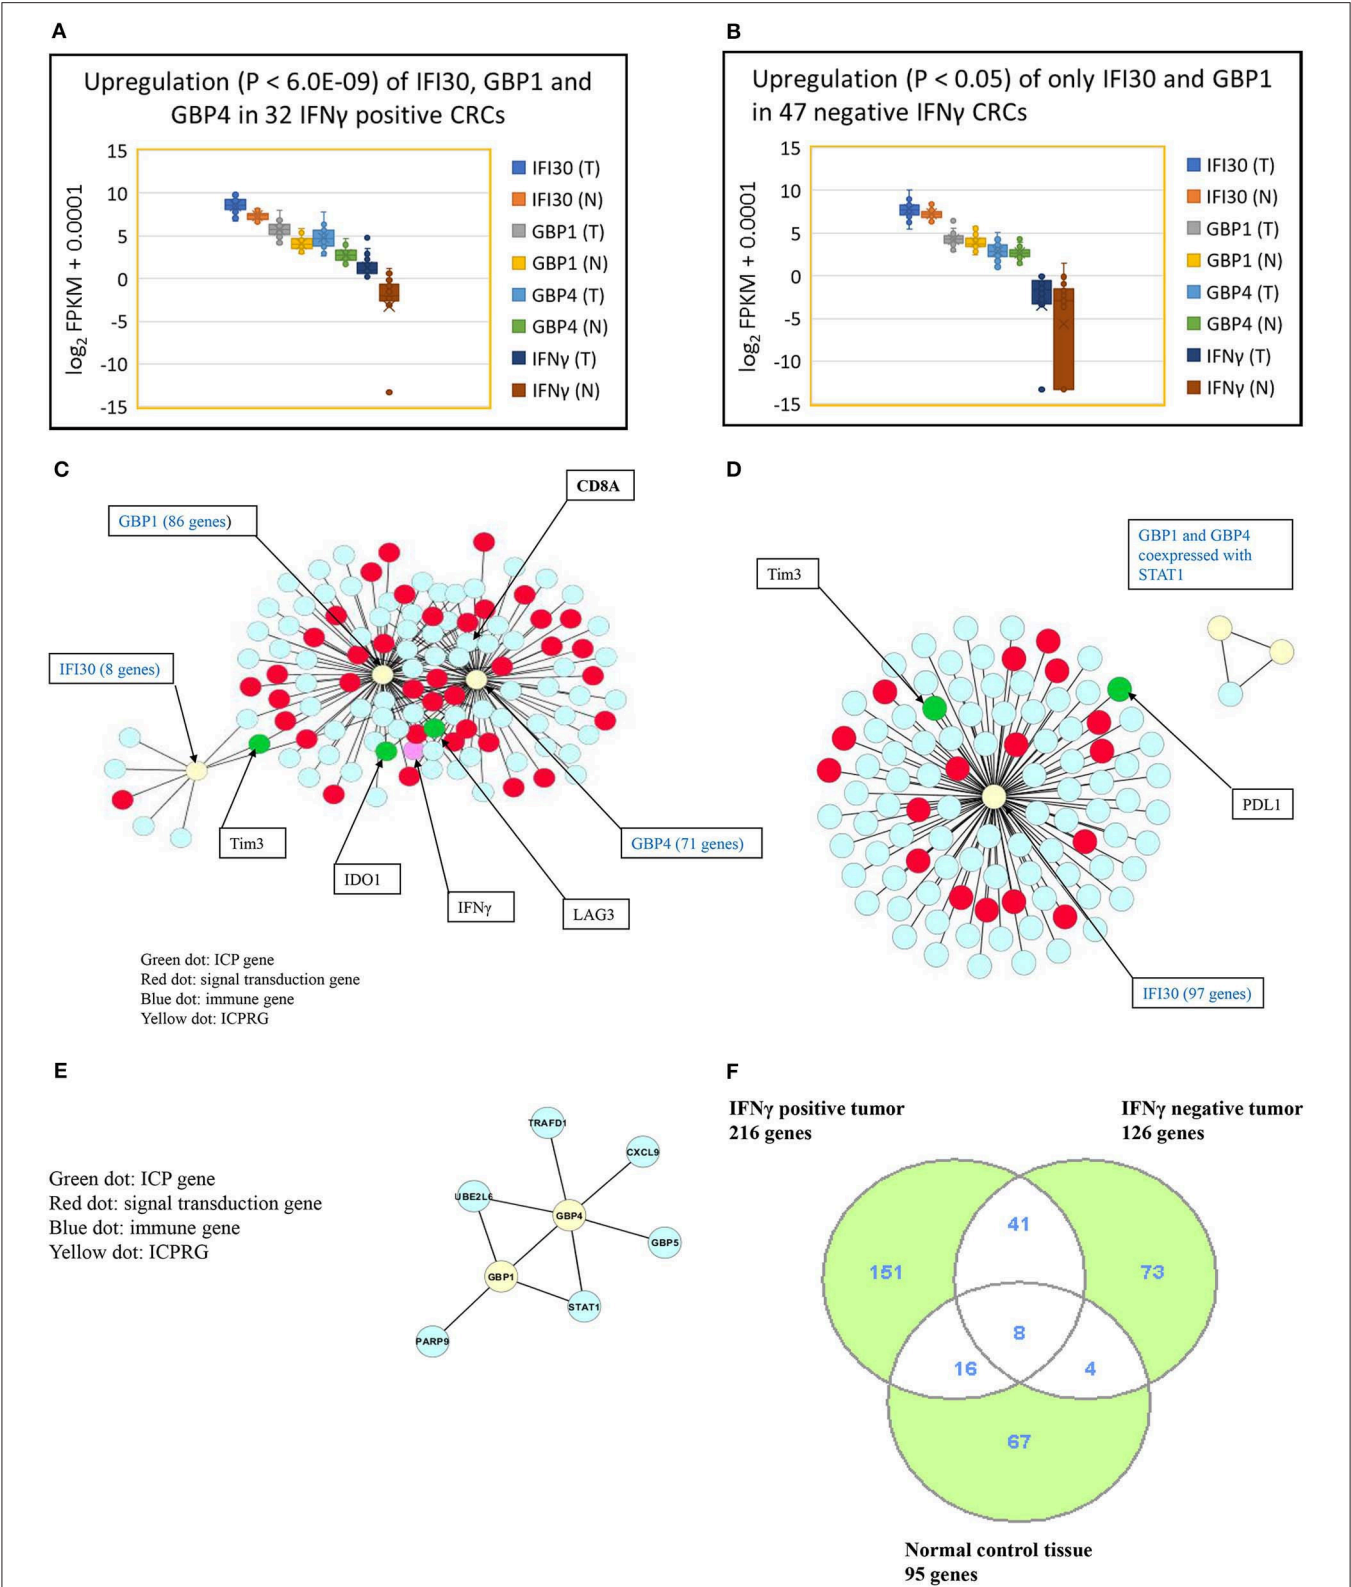 A
Upregulation (P < 6.0E-09) of IFI30, GBP1 and
GBP4 in 32 IFNγ positive CRCs
log2 FPKM + 0.0001
15
10
5
0
-5
-10
-15
IFI30 (T)
IFI30 (N)
GBP1 (T)
GBP1 (N)
GBP4 (T)
GBP4 (N)
IFNγ (T)
IFNγ (N)
B
Upregulation (P < 0.05) of only IFI30 and GBP1
in 47 negative IFNγ CRCs
log2 FPKM + 0.0001
15
10
5
0
-5
-10
-15
IFI30 (T)
IFI30 (N)
GBP1 (T)
GBP1 (N)
GBP4 (T)
GBP4 (N)
IFNγ (T)
IFNγ (N)
C
CD8A
GBP1 (86 genes)
IFI30 (8 genes)
Tim3
IDO1
IFNγ
LAG3
GBP4 (71 genes)
Green dot: ICP gene
Red dot: signal transduction gene
Blue dot: immune gene
Yellow dot: ICPRG
D
GBP1 and GBP4
coexpressed with
STAT1
Tim3
PDL1
IFI30 (97 genes)
E
Green dot: ICP gene
Red dot: signal transduction gene
Blue dot: immune gene
Yellow dot: ICPRG
TRAFD1
CXCL9
UBE2L6
GBP4
GBP5
GBP1
STAT1
PARP9
F
IFNγ positive tumor
216 genes
IFNγ negative tumor
126 genes
41
151
73
8
16
4
67
Normal control tissue
95 genes